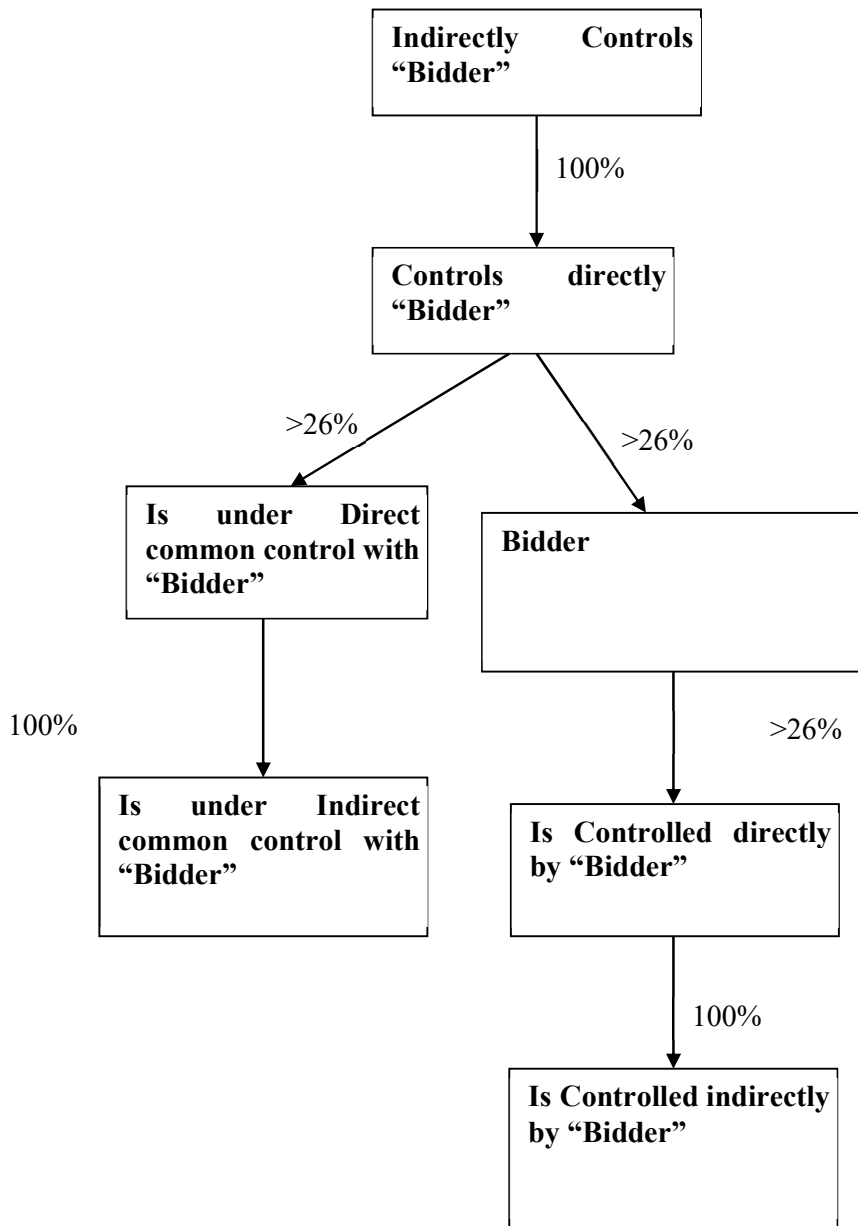 Indirectly Controls
“Bidder”
100%
Controls directly
“Bidder”
>26%
>26%
Is under Direct
common control with
“Bidder”
Bidder
100%
>26%
Is under Indirect
common control with
“Bidder”
Is Controlled directly
by “Bidder”
100%
Is Controlled indirectly
by “Bidder”